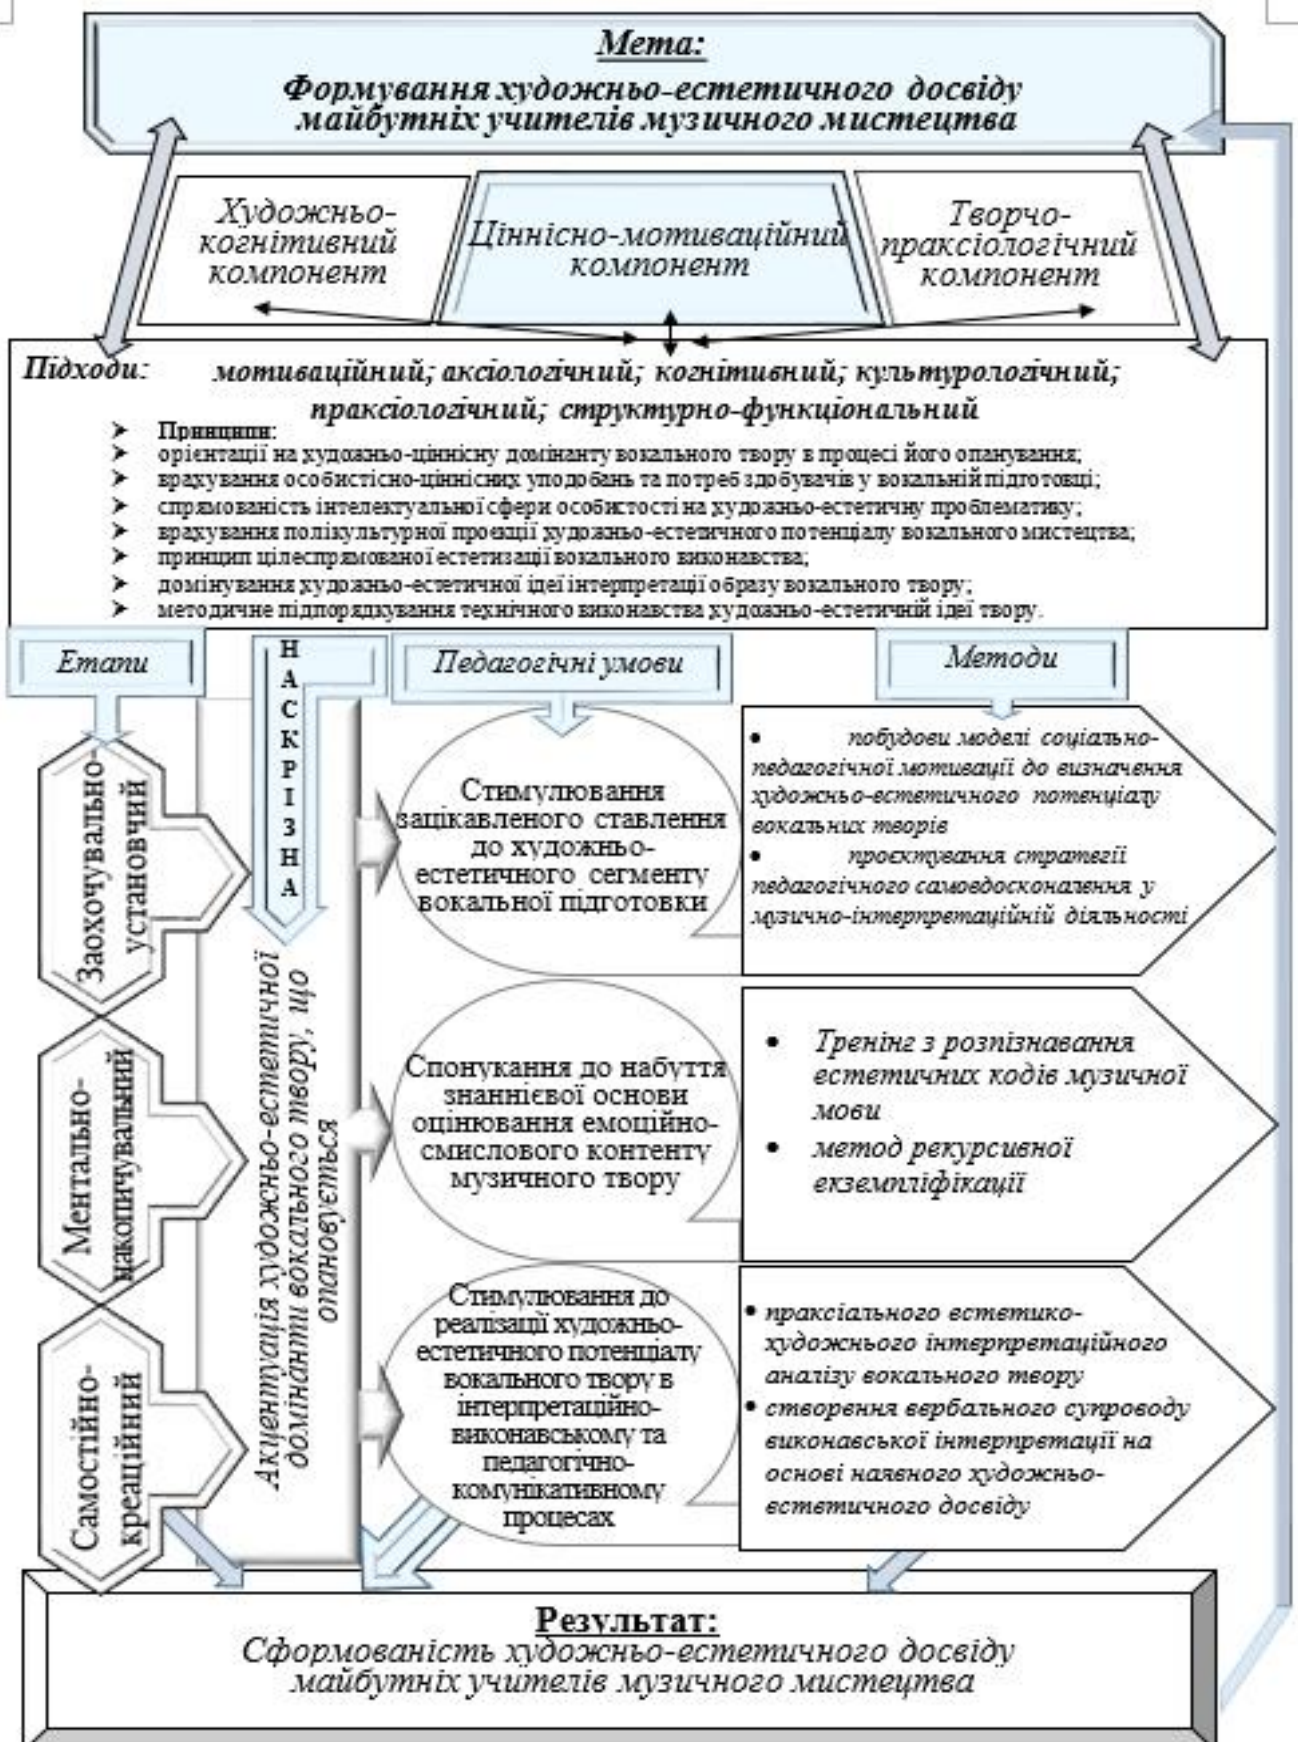 Мета:
Формування художньо-естетичного досвіду
майбутніх учителів музичного мистецтва
Художньо-
когнітивний
компонент
Ціннісно-мотиваційний
компонент
Творчо-
праксіологічний
компонент
Підходи: мотиваційний; аксіологічний; когнітивний; культурологічний;
праксіологічний; структурно-функціональний
➢ Принципи:
➢ орієнтації на художньо-ціннісну домінанту вокального твору в процесі його опанування;
➢ врахування особистісно-ціннісних уподобань та потреб здобувачів у вокальній підготовці;
➢ спрямованість інтелектуальної сфери особистості на художньо-естетичну проблематику;
➢ врахування полікультурної проєкції художньо-естетичного потенціалу вокального мистецтва;
➢ принцип цілеспрямованої естетизації вокального виконавства;
➢ домінування художньо-естетичної ідеї інтерпретації образу вокального твору;
➢ методичне підпорядкування технічного виконавства художньо-естетичній ідеї твору.
Етапи
НАСКРІЗНА
Педагогічні умови
Методи
Заохочувально-
установчий
Стимулювання
зацікавленого ставлення
до художньо-
естетичного сегменту
вокальної підготовки
• побудови моделі соціально-
педагогічної мотивації до визначення
художньо-естетичного потенціалу
вокальних творів
• проєктування стратегії
педагогічного самовдосконалення у
музично-інтерпретаційній діяльності
Акцентуація художньо-естетичної
домінанти вокального твору, що
опановується
Ментально-
накопичувальний
Спонукання до набуття
знаннієвої основи
оцінювання емоційно-
смислового контенту
музичного твору
• Тренінг з розпізнавання
естетичних кодів музичної
мови
• метод рекурсивної
екземпліфікації
Самостійно-
креаційний
Стимулювання до
реалізації художньо-
естетичного потенціалу
вокального твору в
інтерпретаційно-
виконавському та
педагогічно-
комунікативному
процесах
• праксіального естетико-
художнього інтерпретаційного
аналізу вокального твору
• створення вербального супроводу
виконавської інтерпретації на
основі наявного художньо-
естетичного досвіду
Результат:
Сформованість художньо-естетичного досвіду
майбутніх учителів музичного мистецтва